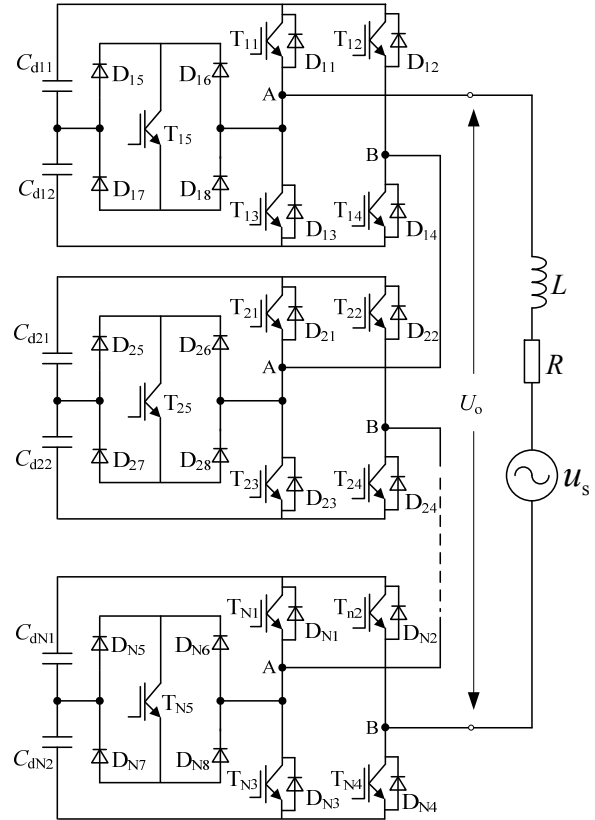 Cd11
D15
D16
T15
T11
D11
T12
D12
A
B
Cd12
D17
D18
T13
D13
T14
D14
Cd21
D25
D26
T25
T21
D21
T22
D22
A
B
Cd22
D27
D28
T23
D23
T24
D24
CdN1
DN5
DN6
TN5
TN1
DN1
Tn2
DN2
A
B
CdN2
DN7
DN8
TN3
DN3
TN4
DN4
Uo
L
R
us